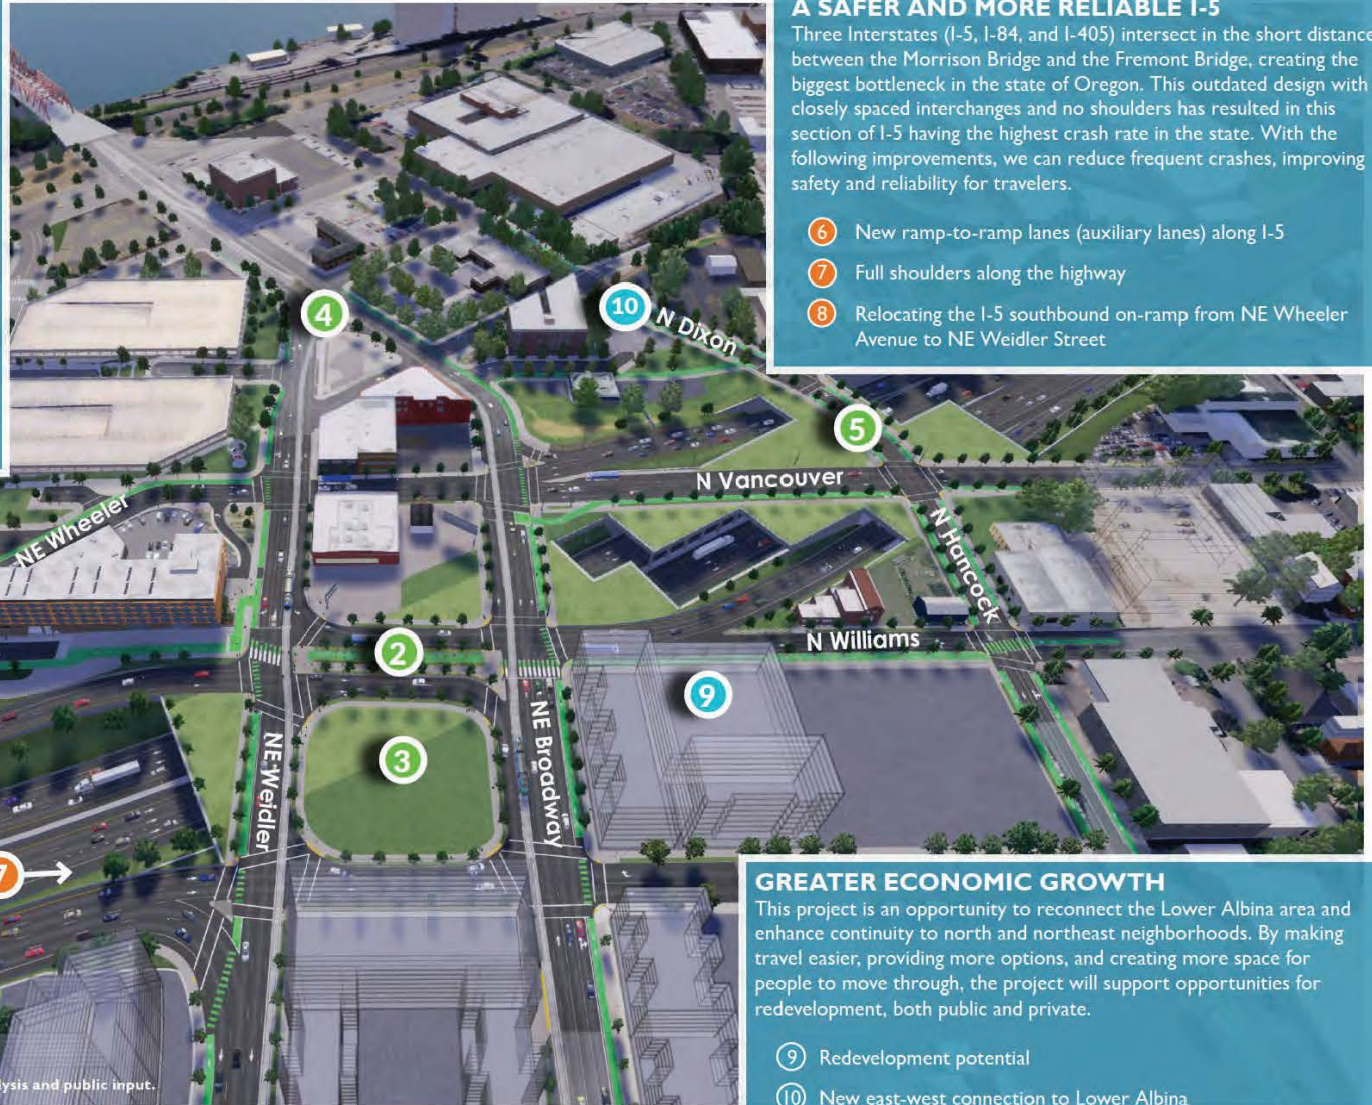 A SAFER AND MORE RELIABLE I-5
Three Interstates (I-5, I-84, and I-405) intersect in the short distance
between the Morrison Bridge and the Fremont Bridge, creating the
biggest bottleneck in the state of Oregon. This outdated design with
closely spaced interchanges and no shoulders has resulted in this
section of I-5 having the highest crash rate in the state. With the
following improvements, we can reduce frequent crashes, improving
safety and reliability for travelers.
6 New ramp-to-ramp lanes (auxiliary lanes) along I-5
7 Full shoulders along the highway
8 Relocating the I-5 southbound on-ramp from NE Wheeler
Avenue to NE Weidler Street
4
10
N Dixon
5
N Vancouver
NE Wheeler
N Hancock
2
N Williams
9
3
NE Weidler
NE Broadway
7
GREATER ECONOMIC GROWTH
This project is an opportunity to reconnect the Lower Albina area and
enhance continuity to north and northeast neighborhoods. By making
travel easier, providing more options, and creating more space for
people to move through, the project will support opportunities for
redevelopment, both public and private.
9 Redevelopment potential
10 New east-west connection to Lower Albina
lysis and public input.